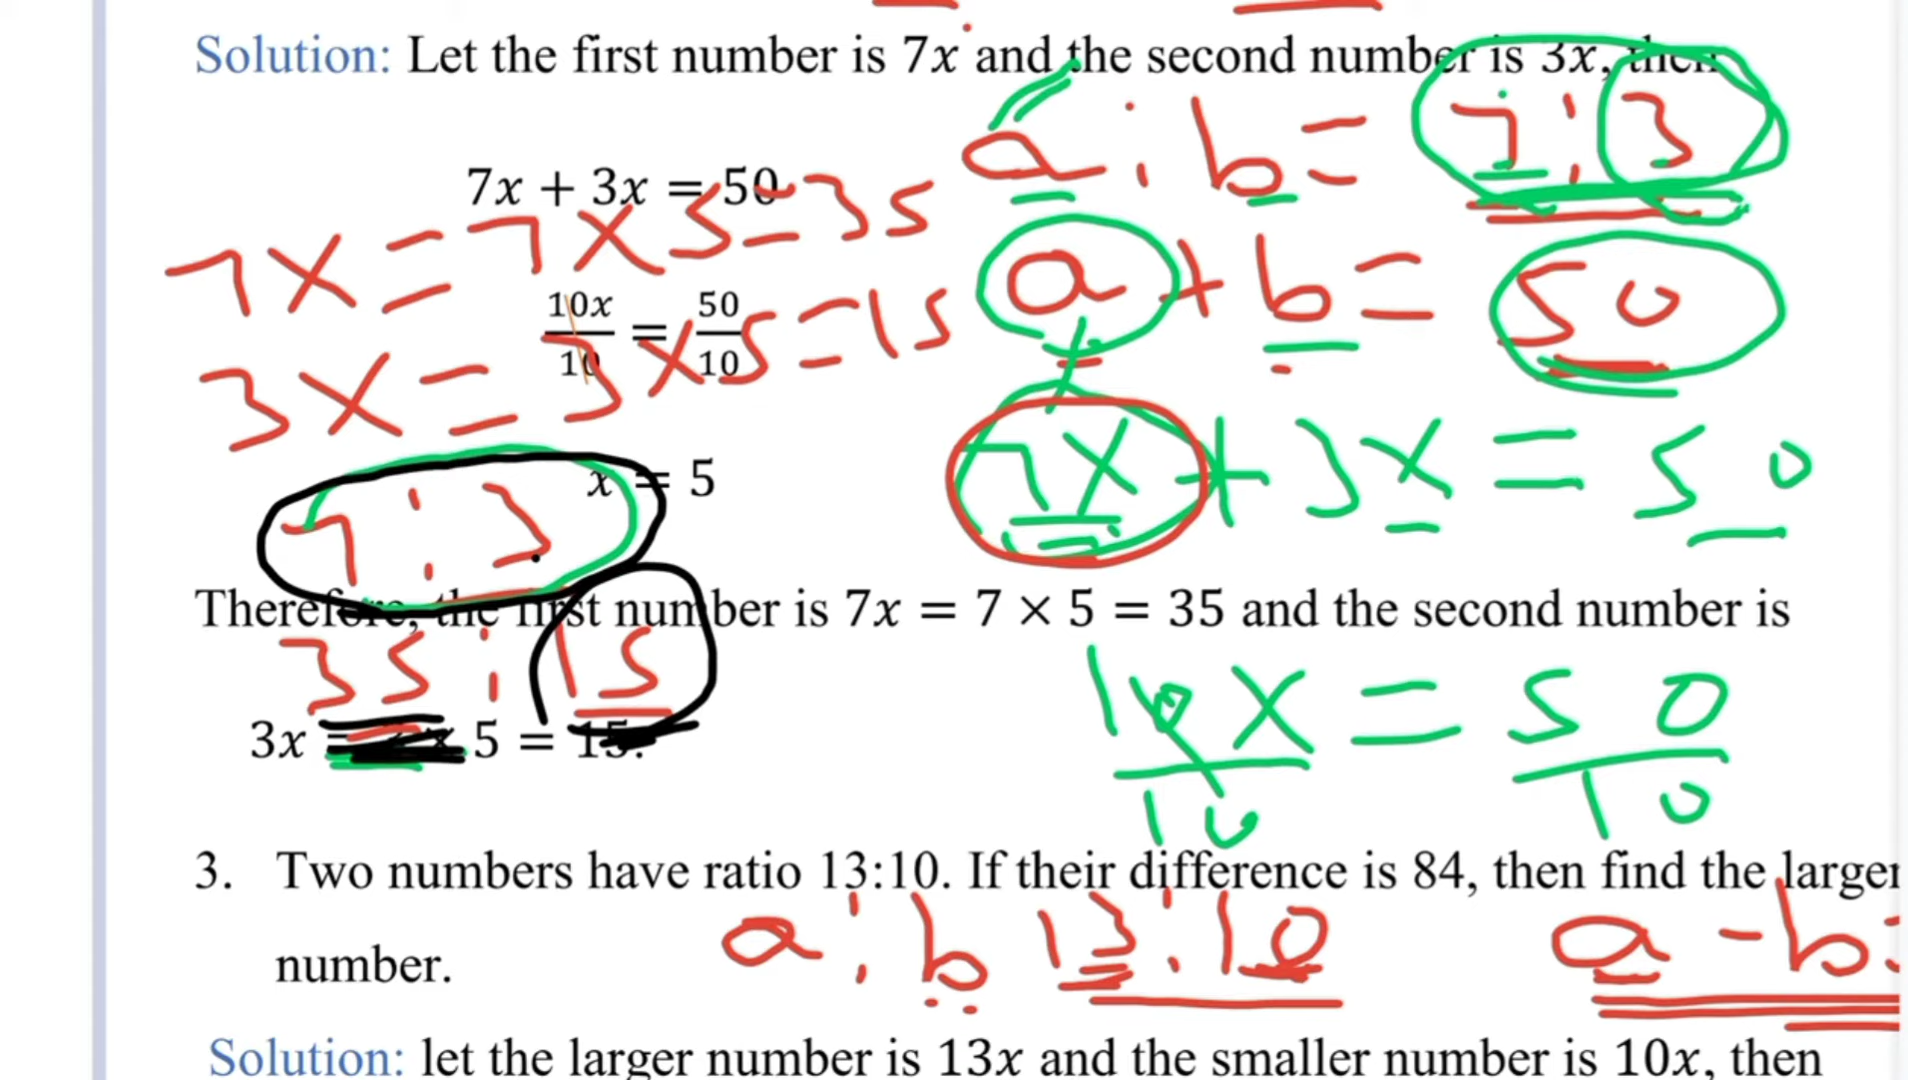 Solution: Let the first number is 7x and the second number is 3x, then
a : b = 7 : 3
7x + 3x = 50
7x = 7 x 5 = 35
a + b = 50
10x/10 = 50/10
3x = 3 x 5 = 15
7x + 3x = 50
x = 5
7 : 3
Therefore, the first number is 7x = 7 × 5 = 35 and the second number is
35 : 15
10x = 50
3x = 3 × 5 = 15.
10 10
3. Two numbers have ratio 13:10. If their difference is 84, then find the larger
number.
a : b 13 : 10 a - b =
Solution: let the larger number is 13x and the smaller number is 10x, then